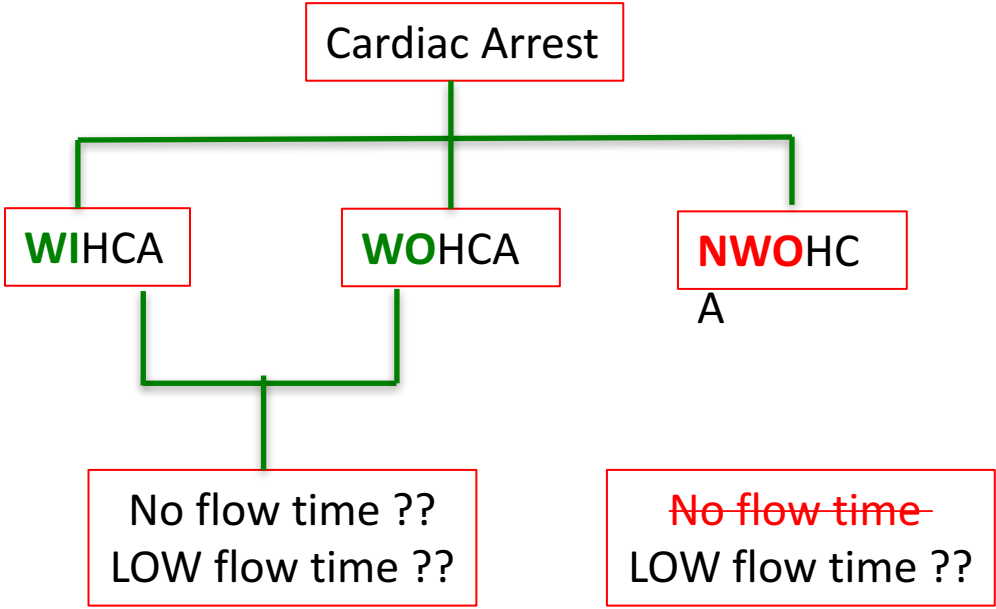 Cardiac Arrest
WIHCA
WOHCA
NWOHC
A
No flow time ??
LOW flow time ??
No flow time
LOW flow time ??